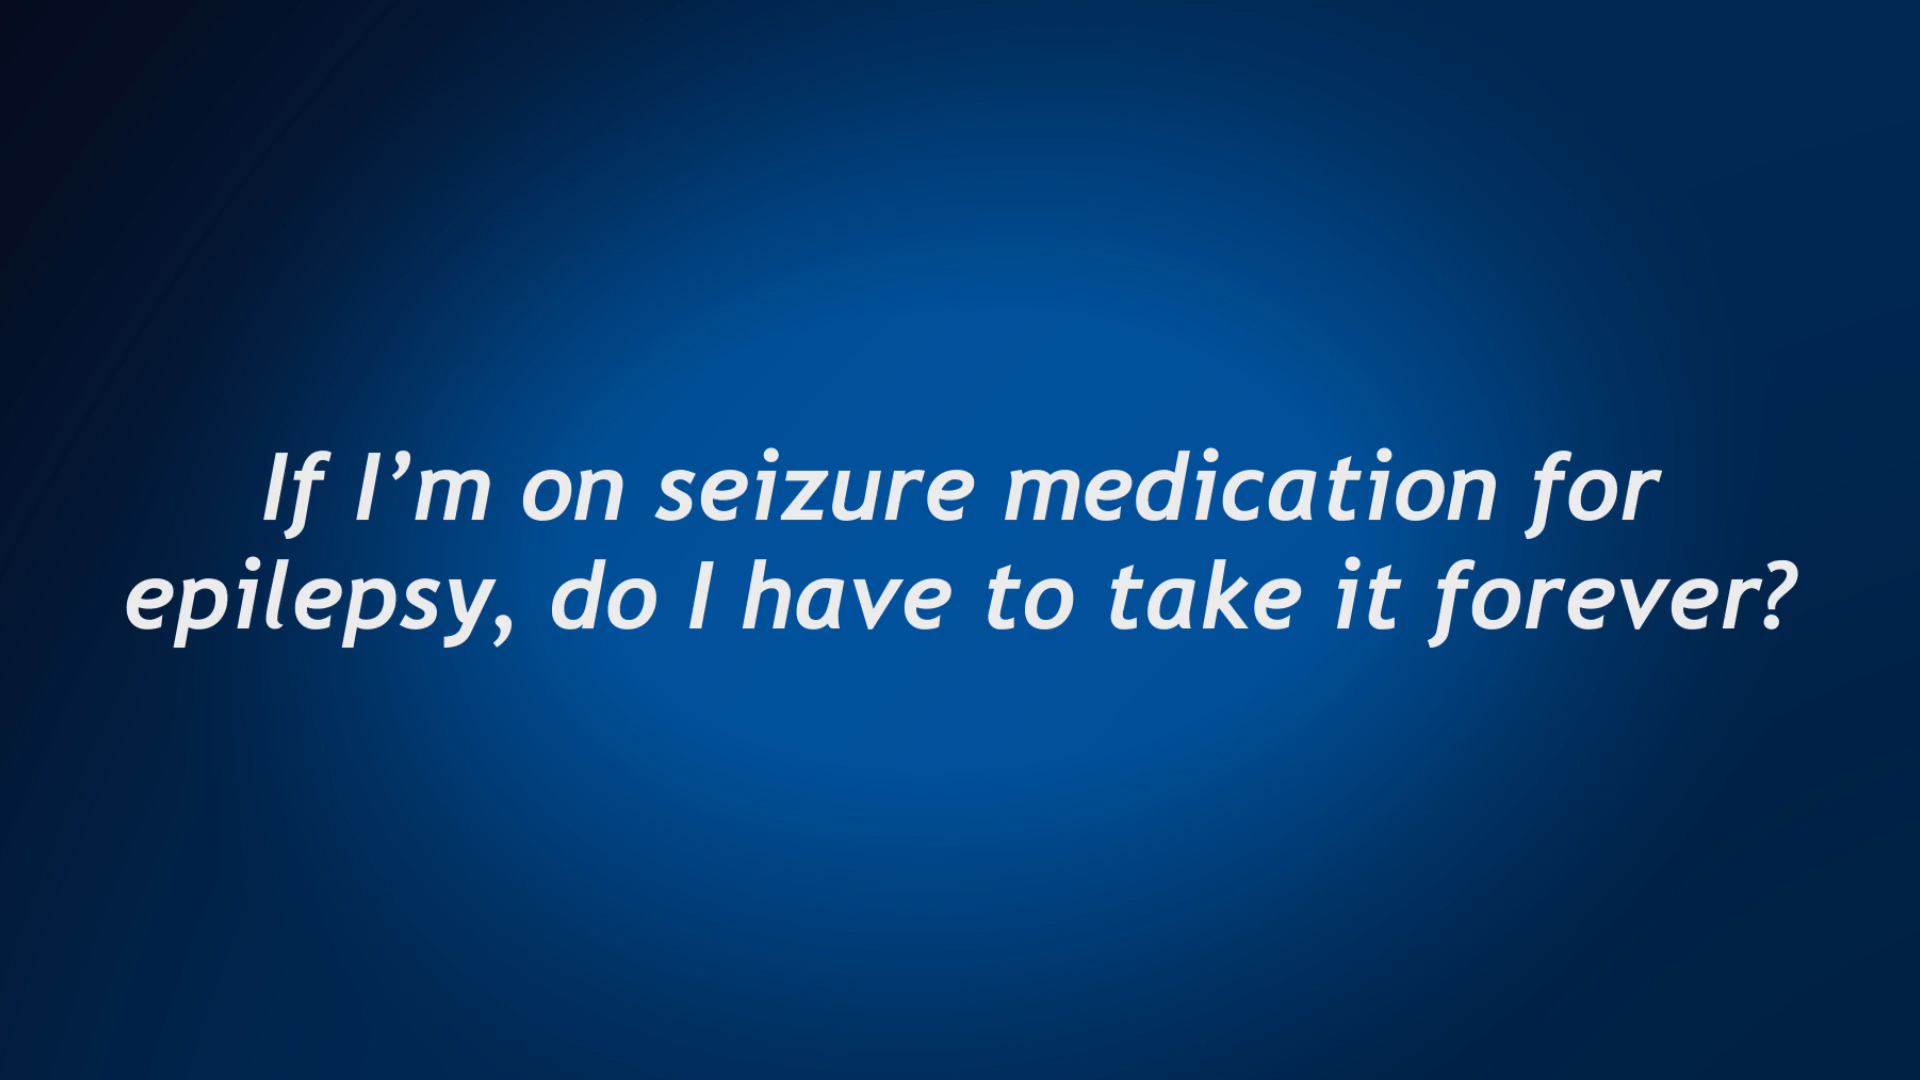 If I’m on seizure medication for
epilepsy, do I have to take it forever?